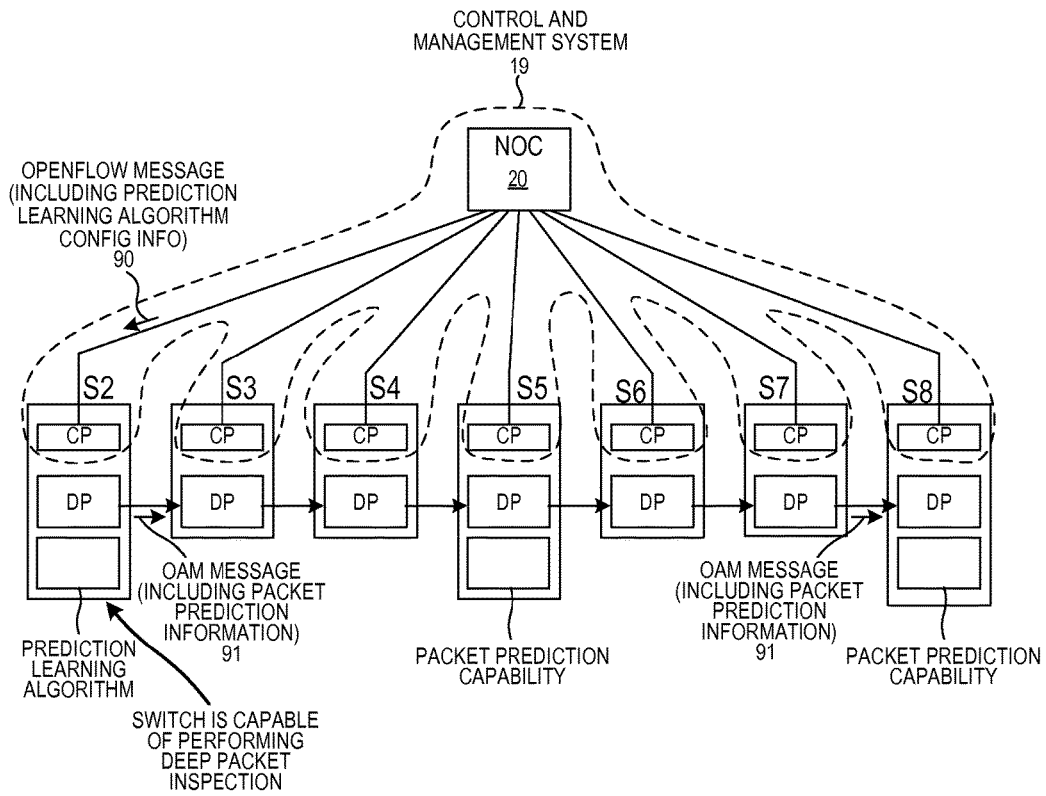 CONTROL AND
MANAGEMENT SYSTEM
19
NOC
20
OPENFLOW MESSAGE
(INCLUDING PREDICTION
LEARNING ALGORITHM
CONFIG INFO)
90
S2
S3
S4
S5
S6
S7
S8
CP
CP
CP
CP
CP
CP
CP
DP
DP
DP
DP
DP
DP
DP
OAM MESSAGE
(INCLUDING PACKET
PREDICTION
INFORMATION)
91
OAM MESSAGE
(INCLUDING PACKET
PREDICTION
INFORMATION)
91
PREDICTION
LEARNING
ALGORITHM
PACKET PREDICTION
CAPABILITY
PACKET PREDICTION
CAPABILITY
SWITCH IS CAPABLE
OF PERFORMING
DEEP PACKET
INSPECTION